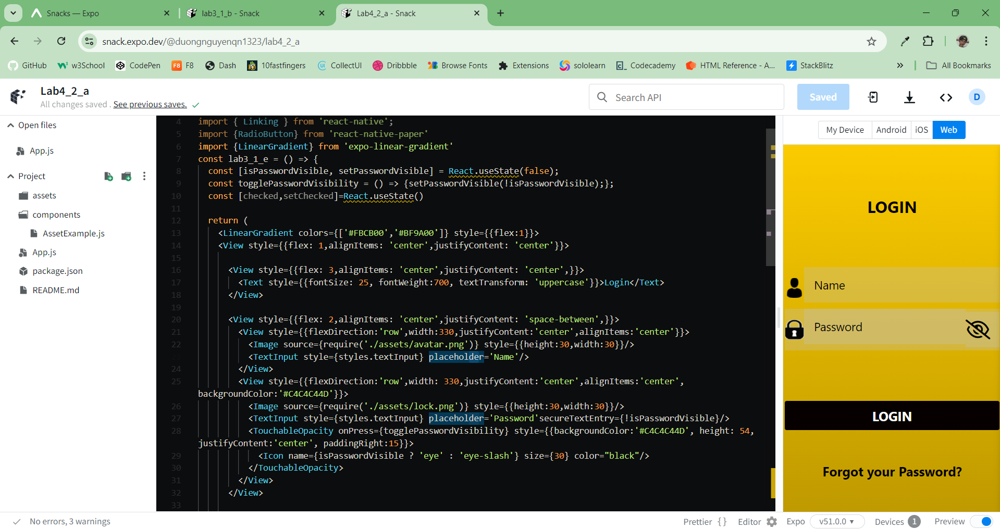 Snacks — Expo
lab3_1_b - Snack
Lab4_2_a - Snack
snack.expo.dev/@duongnguyenqn1323/lab4_2_a
GitHub
w3School
CodePen
F8
F8
Dash
10fastfingers
CollectUI
Dribbble
Browse Fonts
Extensions
sololearn
Codecademy
HTML Reference - A...
StackBlitz
All Bookmarks
Lab4_2_a
All changes saved . See previous saves.
Search API
Saved
D
Open files
App.js
Project
assets
components
AssetExample.js
App.js
package.json
README.md
4 import { Linking } from 'react-native';
5 import {RadioButton} from 'react-native-paper'
6 import {LinearGradient} from 'expo-linear-gradient'
7 const lab3_1_e = () => {
8 const [isPasswordVisible, setPasswordVisible] = React.useState(false);
9 const togglePasswordVisibility = () => {setPasswordVisible(!isPasswordVisible);};
10 const [checked,setChecked]=React.useState()
11
12 return (
13 <LinearGradient colors={['#FBCB00','#BF9A00']} style={{flex:1}}>
14 <View style={{flex: 1,alignItems: 'center',justifyContent: 'center'}}>
15
16 <View style={{flex: 3,alignItems: 'center',justifyContent: 'center',}}>
17 <Text style={{fontSize: 25, fontWeight:700, textTransform: 'uppercase'}}>Login</Text>
18 </View>
19
20 <View style={{flex: 2,alignItems: 'center',justifyContent: 'space-between',}}>
21 <View style={{flexDirection:'row',width:330,justifyContent:'center',alignItems:'center'}}>
22 <Image source={require('./assets/avatar.png')} style={{height:30,width:30}}/>
23 <TextInput style={styles.textInput} placeholder='Name'/>
24 </View>
25 <View style={{flexDirection:'row',width: 330,justifyContent:'center',alignItems:'center',
backgroundColor:'#C4C4C44D'}}>
26 <Image source={require('./assets/lock.png')} style={{height:30,width:30}}/>
27 <TextInput style={styles.textInput} placeholder='Password'secureTextEntry={!isPasswordVisible}/>
28 <TouchableOpacity onPress={togglePasswordVisibility} style={{backgroundColor:'#C4C4C44D', height: 54,
justifyContent:'center', paddingRight:15}}>
29 <Icon name={isPasswordVisible ? 'eye' : 'eye-slash'} size={30} color="black"/>
30 </TouchableOpacity>
31 </View>
32 </View>
33
My Device
Android
iOS
Web
LOGIN
Name
Password
LOGIN
Forgot your Password?
No errors, 3 warnings
Prettier {}
Editor
Expo
v51.0.0
Devices 1
Preview